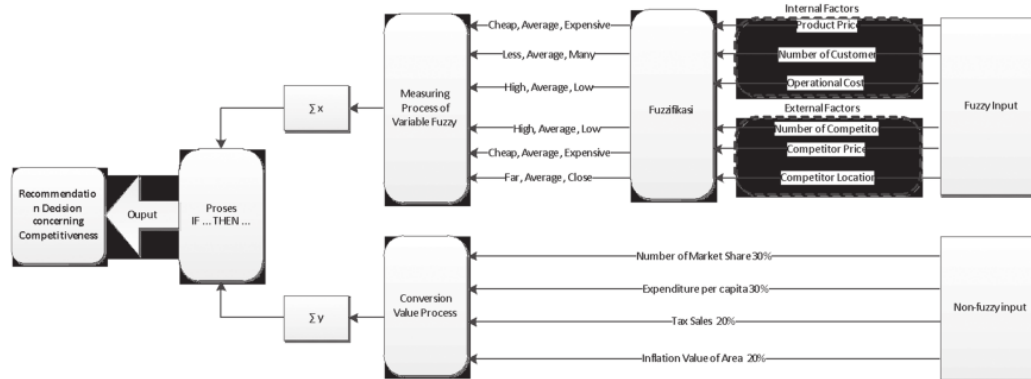 Internal Factors
Cheap, Average, Expensive
Product Price
Less, Average, Many
Number of Customer
High, Average, Low
Operational Cost
Measuring
Process of
Variable Fuzzy
Fuzzifikasi
Fuzzy Input
∑x
External Factors
High, Average, Low
Number of Competitor
Cheap, Average, Expensive
Competitor Price
Far, Average, Close
Competitor Location
Recommendatio
n Decision
concerning
Competitiveness
Ouput
Proses
IF ... THEN ...
Number of Market Share 30%
Expenditure per capita 30%
Conversion
Value Process
Non-fuzzy input
∑y
Tax Sales 20%
Inflation Value of Area 20%